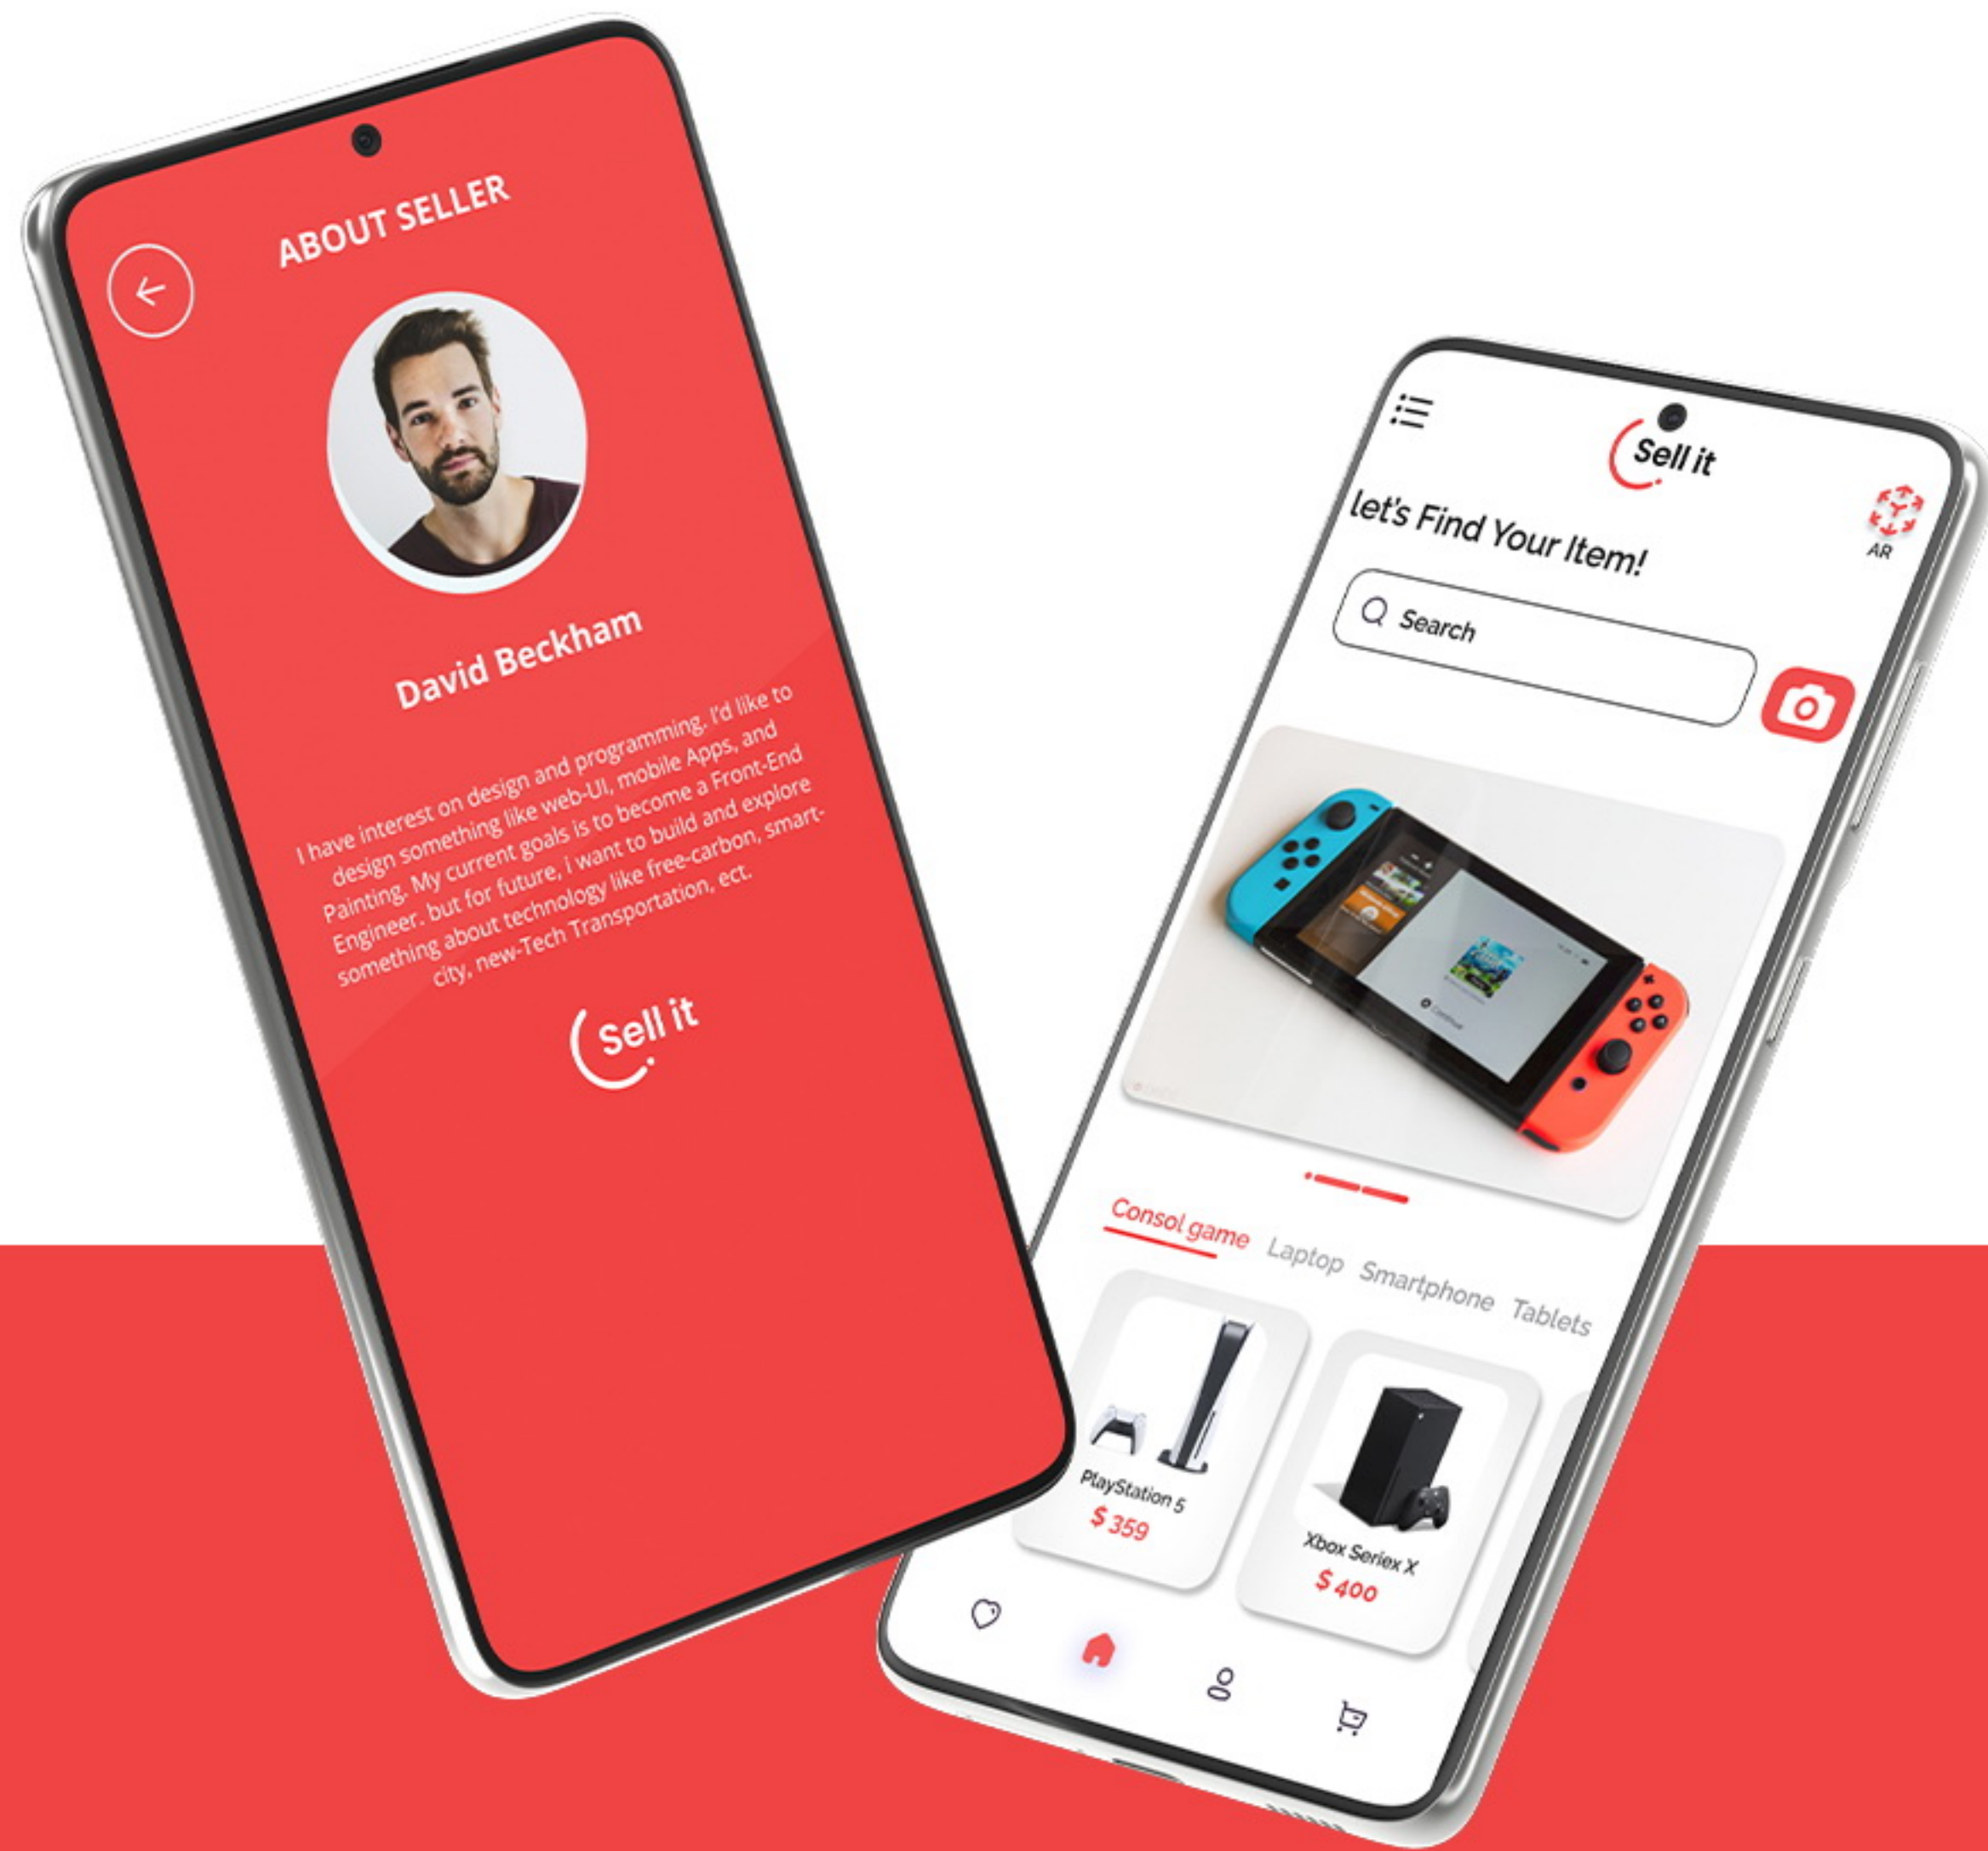 ABOUT SELLER
David Beckham
I have interest on design and programming. I'd like to
design something like web-UI, mobile Apps, and
Painting. My current goals is to become a Front-End
Engineer. but for future, i want to build and explore
something about technology like free-carbon, smart-
city, new-Tech Transportation, ect.
Sell it
Sell it
AR
let's Find Your Item!
Search
Continue
Consol game Laptop Smartphone Tablets
PlayStation 5
$ 359
Xbox Seriex X
$ 400